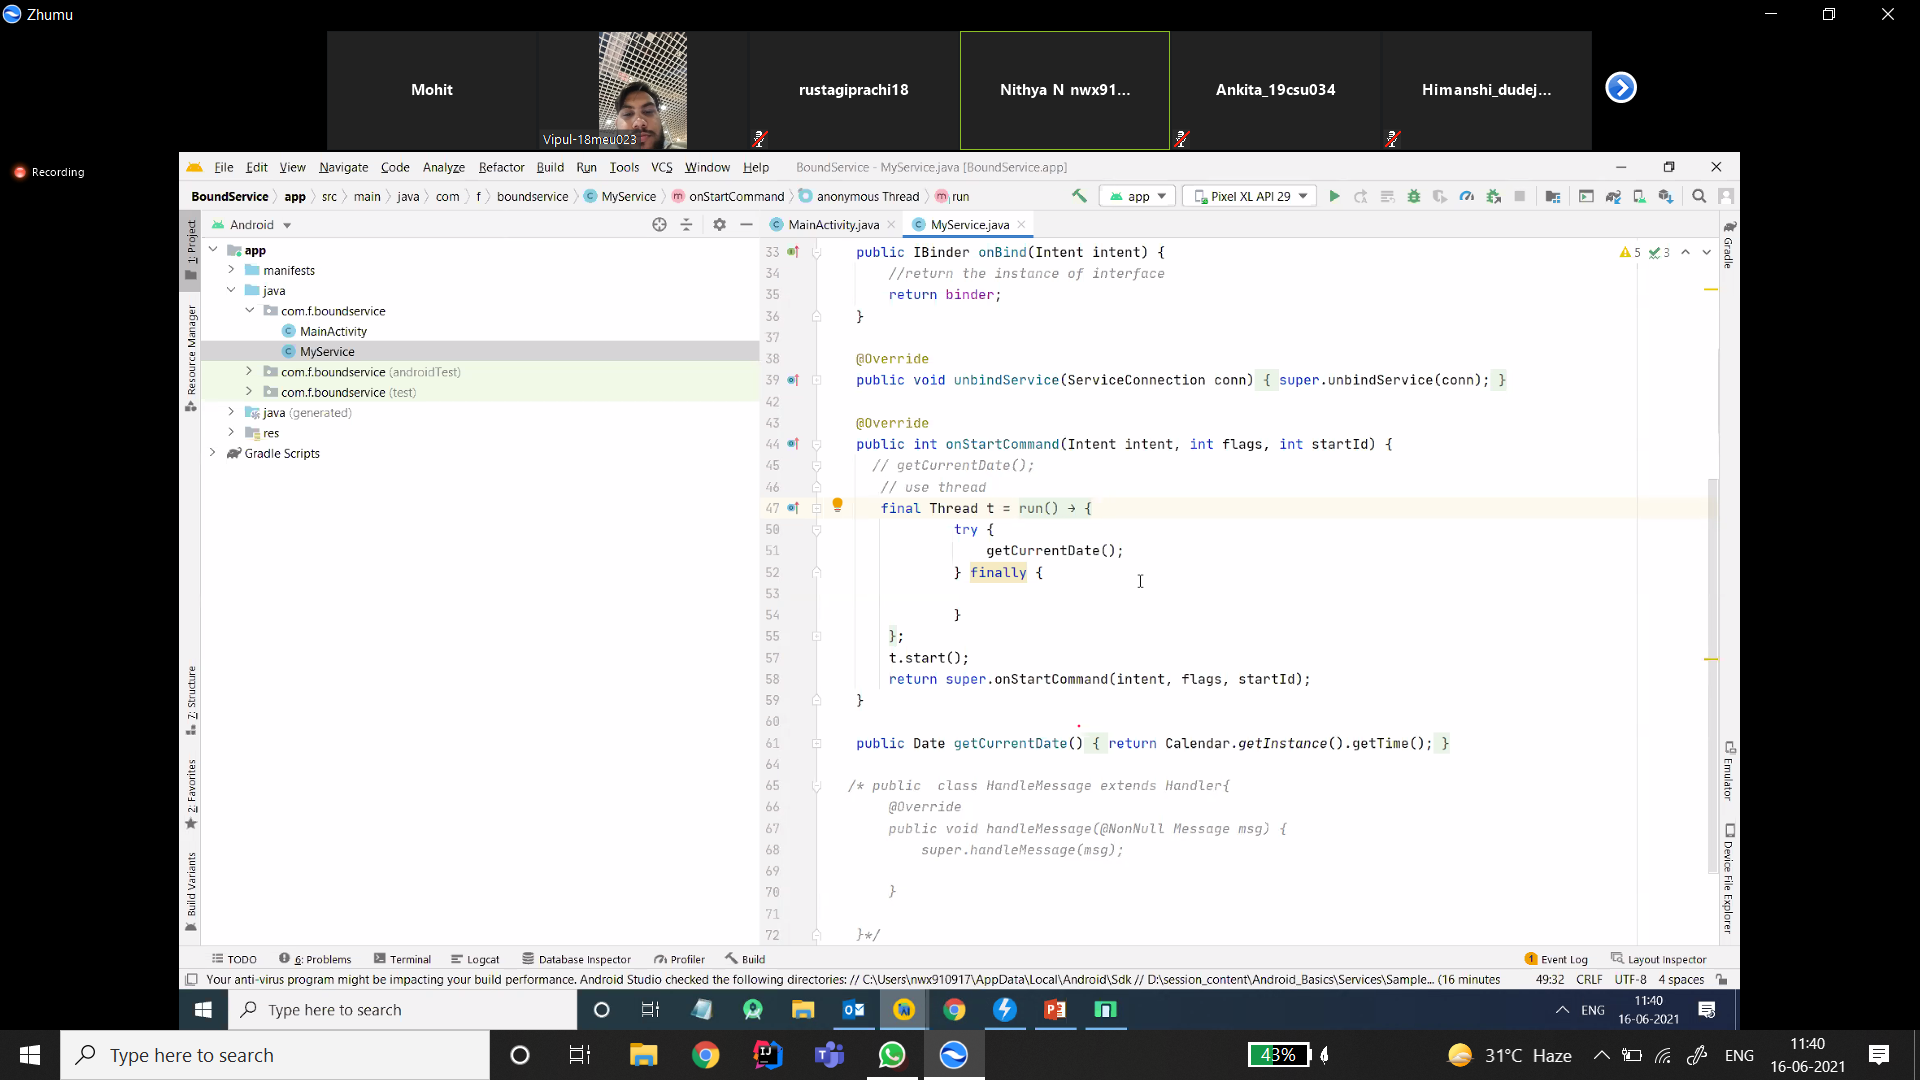 Zhumu
Mohit
Vipul-18meu023
rustagiprachi18
Nithya N nwx91...
Ankita_19csu034
Himanshi_dudej...
Recording
File Edit View Navigate Code Analyze Refactor Build Run Tools VCS Window Help BoundService - MyService.java [BoundService.app]
BoundService app src main java com f boundservice MyService onStartCommand anonymous Thread run
app Pixel XL API 29
Android
MainActivity.java MyService.java
1: Project
Resource Manager
7: Structure
2: Favorites
Build Variants
app
manifests
java
com.f.boundservice
MainActivity
MyService
com.f.boundservice (androidTest)
com.f.boundservice (test)
java (generated)
res
Gradle Scripts
5 3
33 public IBinder onBind(Intent intent) {
34 //return the instance of interface
35 return binder;
36 }
37
38 @Override
39 public void unbindService(ServiceConnection conn) { super.unbindService(conn); }
42
43 @Override
44 public int onStartCommand(Intent intent, int flags, int startId) {
45 // getCurrentDate();
46 // use thread
47 final Thread t = run() → {
50 try {
51 getCurrentDate();
52 } finally {
53
54 }
55 };
57 t.start();
58 return super.onStartCommand(intent, flags, startId);
59 }
60
61 public Date getCurrentDate() { return Calendar.getInstance().getTime(); }
64
65 /* public class HandleMessage extends Handler{
66 @Override
67 public void handleMessage(@NonNull Message msg) {
68 super.handleMessage(msg);
69
70 }
71
72 }*/
Gradle
Emulator
Device File Explorer
TODO 6: Problems Terminal Logcat Database Inspector Profiler Build 1 Event Log Layout Inspector
Your anti-virus program might be impacting your build performance. Android Studio checked the following directories: // C:\Users\nwx910917\AppData\Local\Android\Sdk // D:\session_content\Android_Basics\Services\Sample... (16 minutes 49:32 CRLF UTF-8 4 spaces
Type here to search
ENG
11:40
16-06-2021
Type here to search
43%
31°C Haze
ENG
11:40
16-06-2021